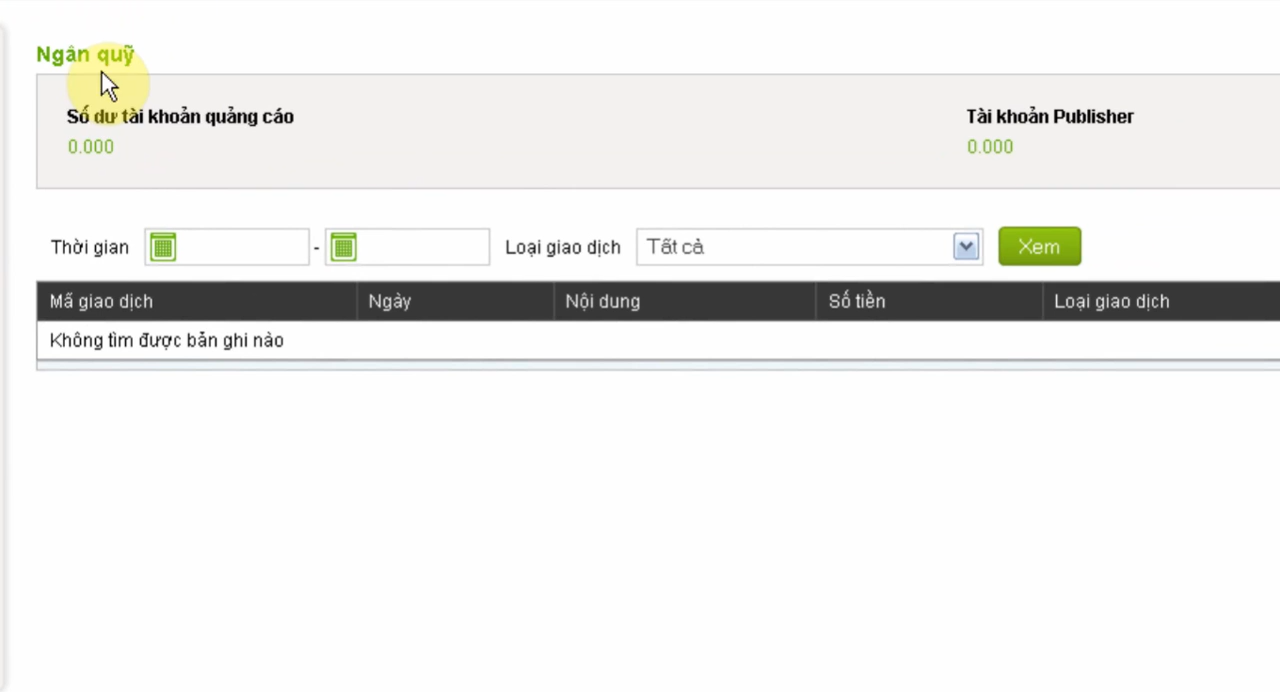 Ngân quỹ
Số dư tài khoản quảng cáo
Tài khoản Publisher
0.000
0.000
Thời gian - Loại giao dịch Tất cả Xem
Mã giao dịch Ngày Nội dung Số tiền Loại giao dịch
Không tìm được bản ghi nào